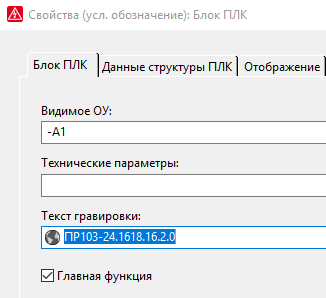 Свойства (усл. обозначение): Блок ПЛК
Блок ПЛК Данные структуры ПЛК Отображение
Видимое ОУ:
-A1
Технические параметры:
Текст гравировки:
ПР103-24.1618.16.2.0
Главная функция